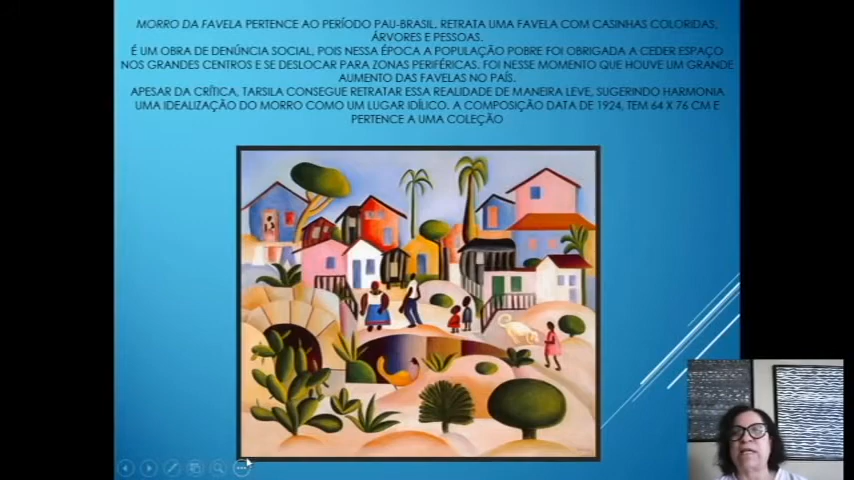 MORRO DA FAVELA PERTENCE AO PERÍODO PAU-BRASIL. RETRATA UMA FAVELA COM CASINHAS COLORIDAS,
ÁRVORES E PESSOAS.
É UM OBRA DE DENÚNCIA SOCIAL, POIS NESSA ÉPOCA A POPULAÇÃO POBRE FOI OBRIGADA A CEDER ESPAÇO
NOS GRANDES CENTROS E SE DESLOCAR PARA ZONAS PERIFÉRICAS. FOI NESSE MOMENTO QUE HOUVE UM GRANDE
AUMENTO DAS FAVELAS NO PAÍS.
APESAR DA CRÍTICA, TARSILA CONSEGUE RETRATAR ESSA REALIDADE DE MANEIRA LEVE, SUGERINDO HARMONIA
UMA IDEALIZAÇÃO DO MORRO COMO UM LUGAR IDÍLICO. A COMPOSIÇÃO DATA DE 1924, TEM 64 X 76 CM E
PERTENCE A UMA COLEÇÃO